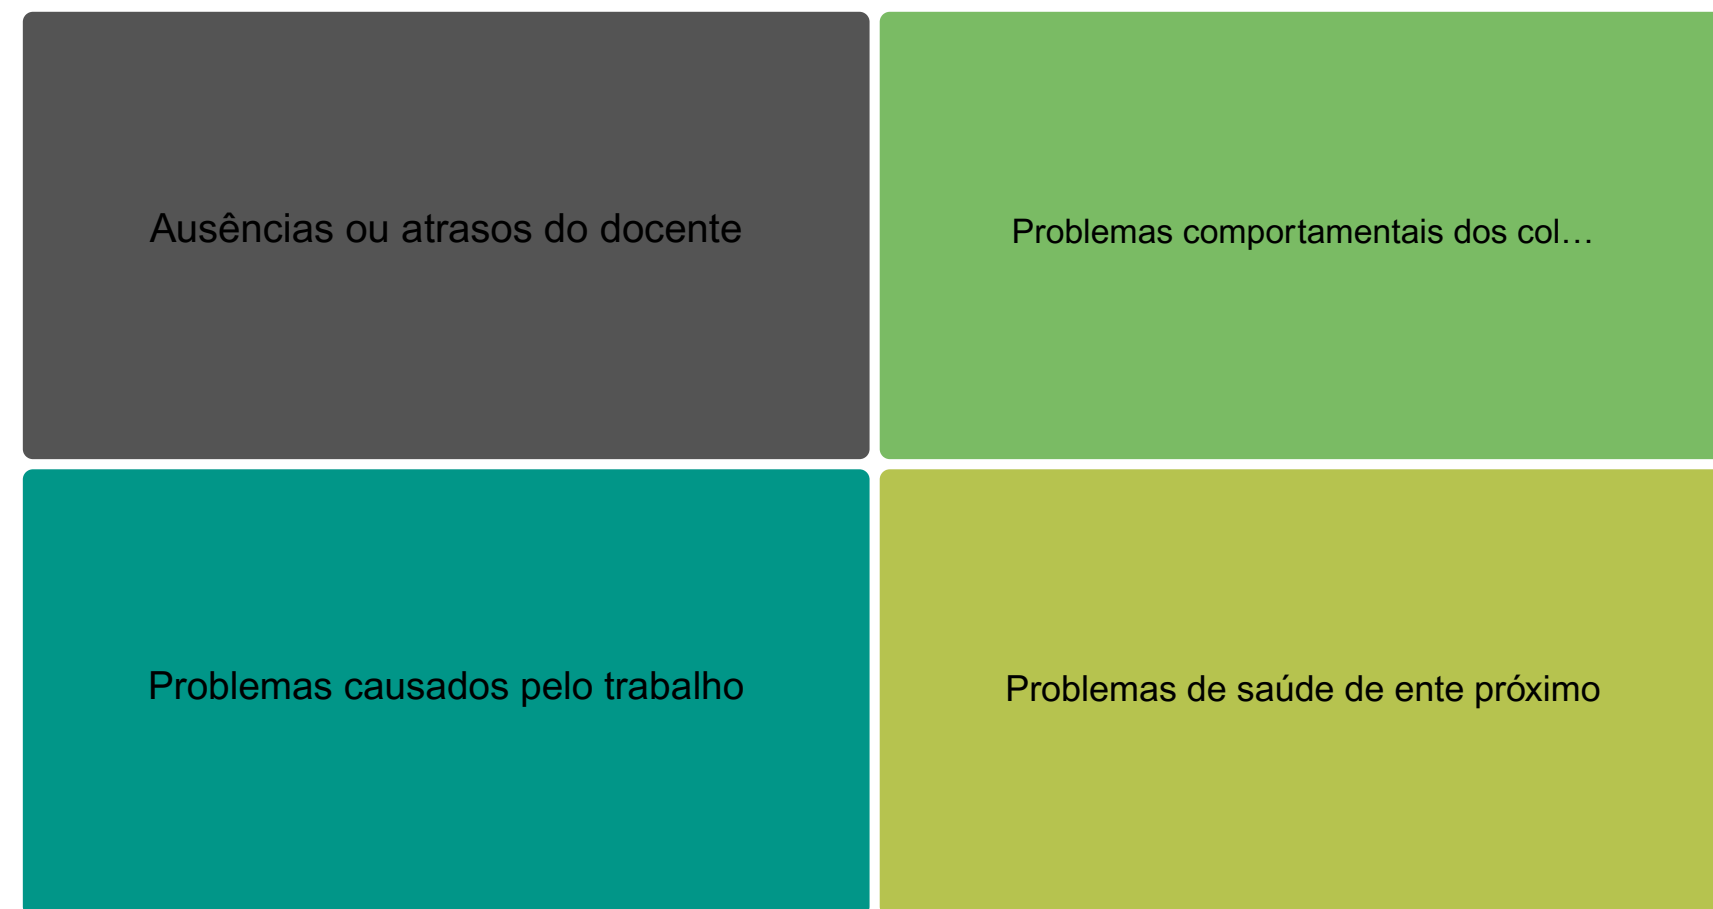 Ausências ou atrasos do docente
Problemas comportamentais dos col…
Problemas causados pelo trabalho
Problemas de saúde de ente próximo